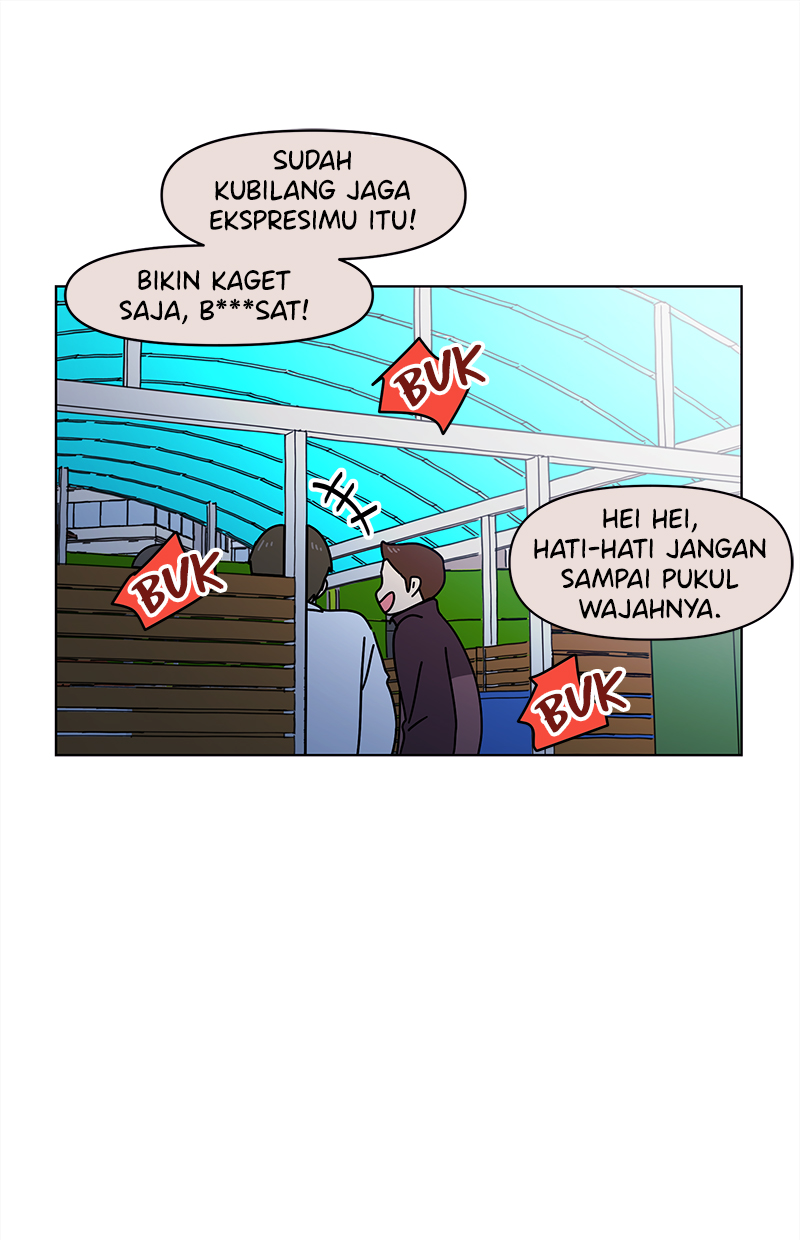 SUDAH
KUBILANG JAGA
EKSPRESIMU ITU!
BIKIN KAGET
SAJA, B***SAT!
BUK
HEI HEI,
HATI-HATI JANGAN
SAMPAI PUKUL
WAJAHNYA.
BUK
BUK